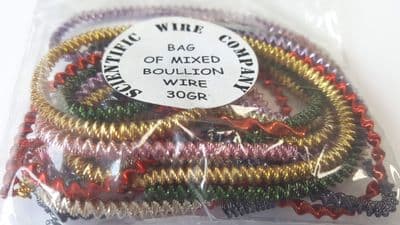 SCIENTIFIC WIRE COMPANY
BAG
OF MIXED
BOULLION
WIRE
30GR